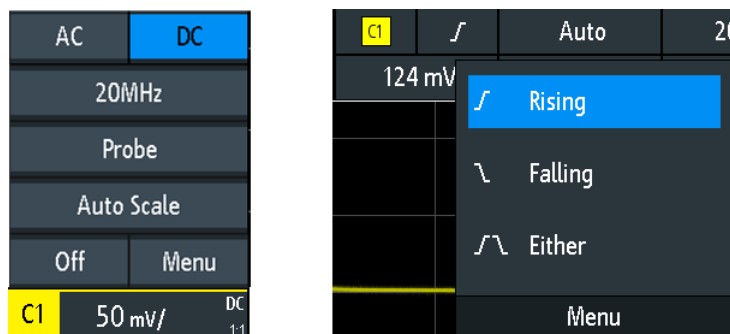 AC DC
20MHz
Probe
Auto Scale
Off Menu
C1 50 mV/ DC
1:1
C1 Auto 20
124 mV
Rising
Falling
Either
Menu